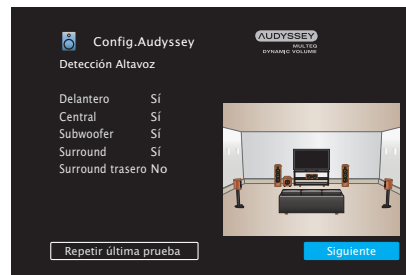 Config.Audyssey
AUDYSSEY
MULTEQ
DYNAMIC VOLUME
Detección Altavoz
Delantero Sí
Central Sí
Subwoofer Sí
Surround Sí
Surround trasero No
Repetir última prueba
Siguiente